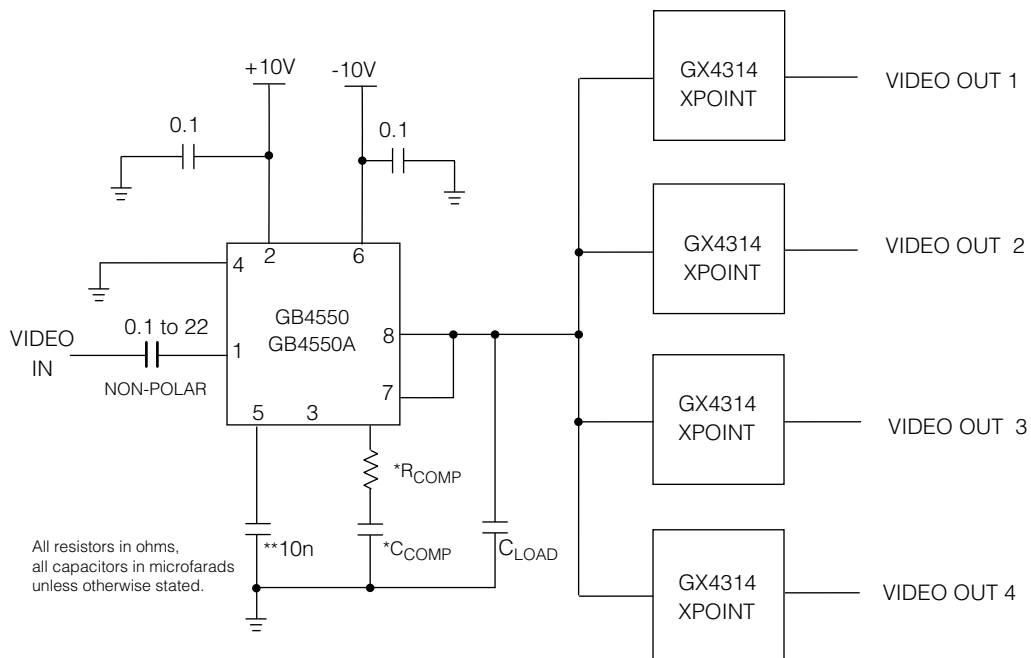 +10V
-10V
0.1
0.1
GX4314
XPOINT
VIDEO OUT 1
GX4314
XPOINT
VIDEO OUT 2
2
6
4
GB4550
GB4550A
8
VIDEO
IN
0.1 to 22
1
NON-POLAR
7
5
3
GX4314
XPOINT
VIDEO OUT 3
*RCOMP
**10n
*CCOMP
CLOAD
All resistors in ohms,
all capacitors in microfarads
unless otherwise stated.
GX4314
XPOINT
VIDEO OUT 4